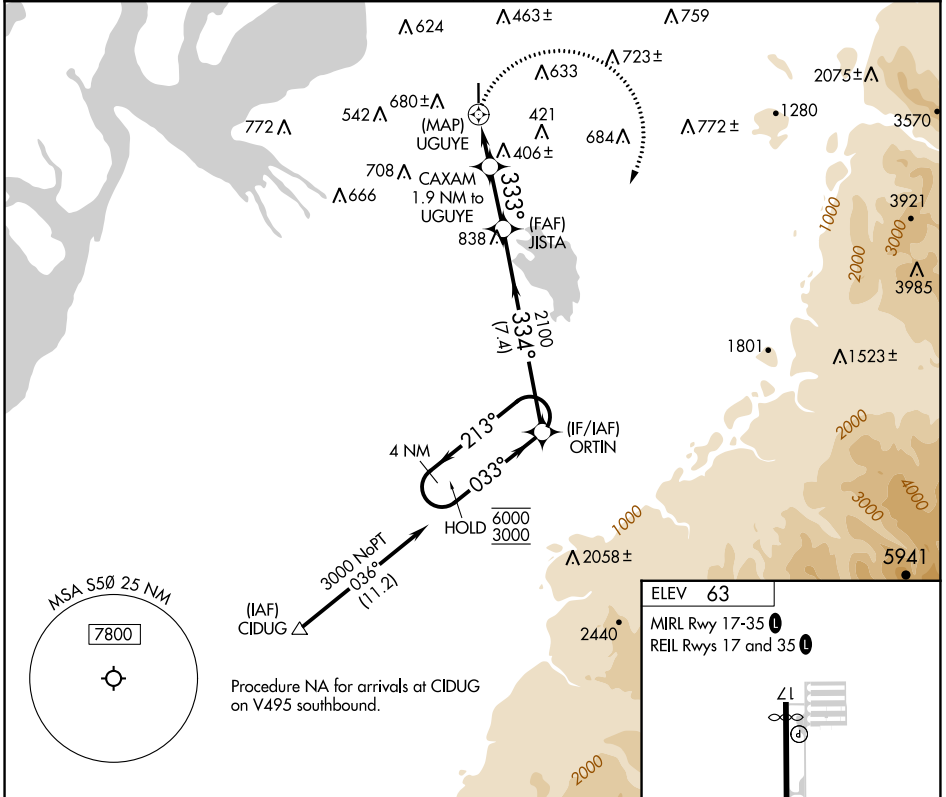 624
463±
759
723±
633
2075±
680±
542
772
(MAP)
UGUYE
421
684
772±
1280
3570
406±
708
CAXAM
1.9 NM to
UGUYE
333°
666
1000
3921
3000
2000
838
(FAF)
JISTA
3985
2100
334°
(7.4)
1801
1523±
2000
213°
(IF/IAF)
ORTIN
4 NM
033°
HOLD
6000
3000
4000
3000
1000
3000 NoPT
036°
(11.2)
2058±
5941
MSA S5Ø 25 NM
7800
(IAF)
CIDUG
2440
ELEV 63
MIRL Rwy 17-35 L
REIL Rwys 17 and 35 L
Procedure NA for arrivals at CIDUG
on V495 southbound.
17
P
2000